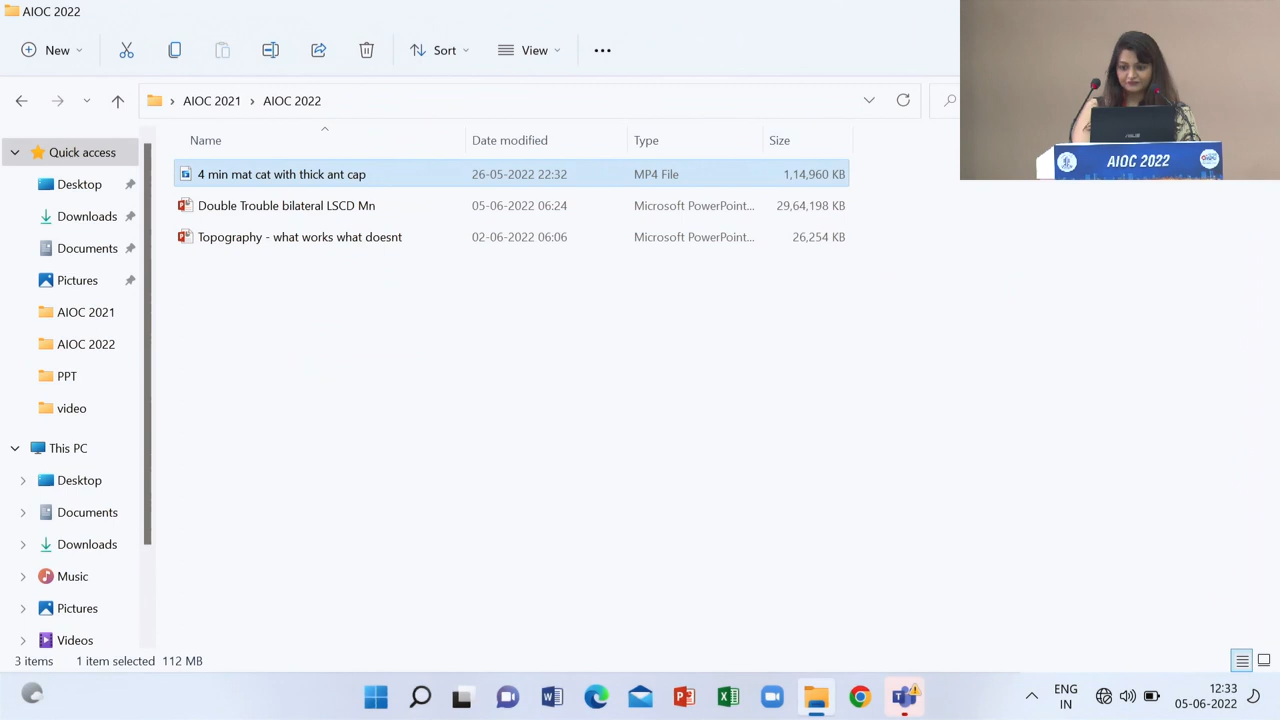 AIOC 2022
New
Sort
View
AIOC 2021 > AIOC 2022
Name Date modified Type Size
Quick access
4 min mat cat with thick ant cap 26-05-2022 22:32 MP4 File 1,14,960 KB
Double Trouble bilateral LSCD Mn 05-06-2022 06:24 Microsoft PowerPoint... 29,64,198 KB
Topography - what works what doesnt 02-06-2022 06:06 Microsoft PowerPoint... 26,254 KB
Desktop
Downloads
Documents
Pictures
AIOC 2021
AIOC 2022
PPT
video
This PC
Desktop
Documents
Downloads
Music
Pictures
Videos
3 items 1 item selected 112 MB
ENG
IN
12:33
05-06-2022
ASUS
AIOC 2022